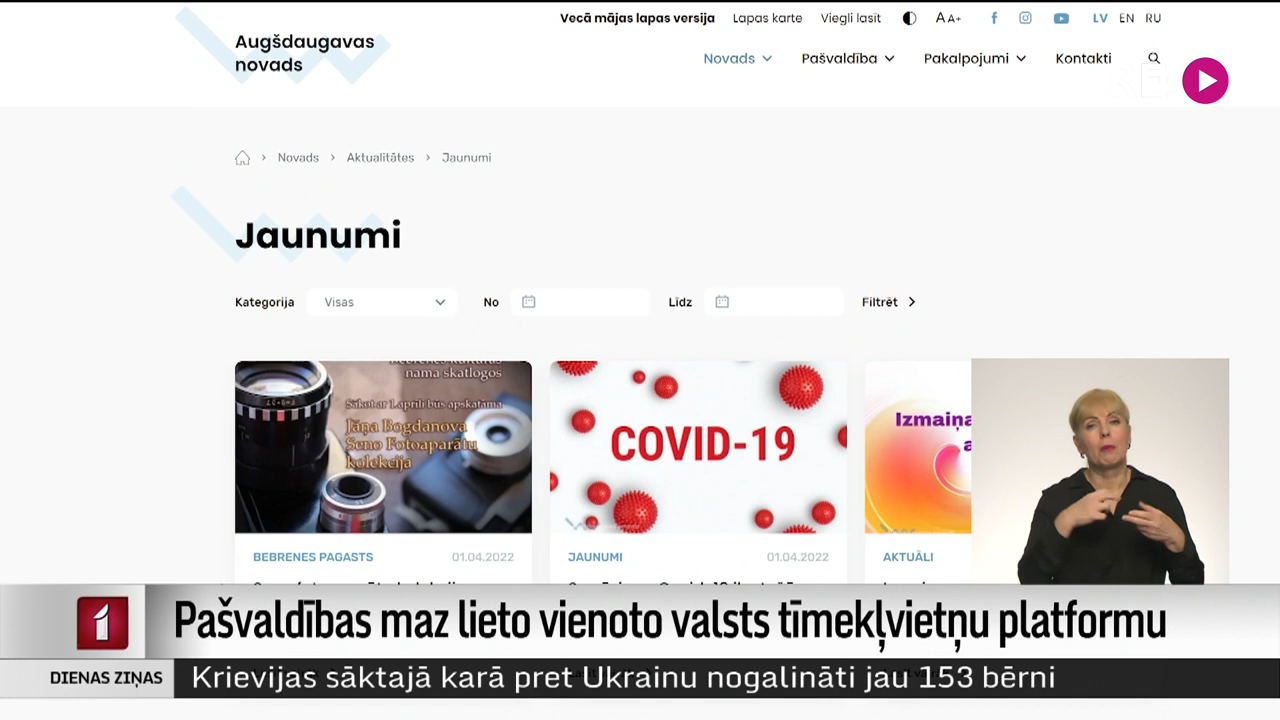 Vecā mājas lapas versija Lapas karte Viegli lasīt A A+ LV EN RU
Augšdaugavas
novads
Novads Pašvaldība Pakalpojumi Kontakti
Novads > Aktualitātes > Jaunumi
Jaunumi
Kategorija Visas No Līdz Filtrēt
nama skatlogos
Sākot ar 1.aprīli būs apskatāma
Jāņa Bogdanova
Seno Fotoaparātu
kolekcija
COVID-19
BEBRENES PAGASTS 01.04.2022
JAUNUMI 01.04.2022
AKTUĀLI
1
Pašvaldības maz lieto vienoto valsts tīmekļvietņu platformu
DIENAS ZIŅAS
Krievijas sāktajā karā pret Ukrainu nogalināti jau 153 bērni